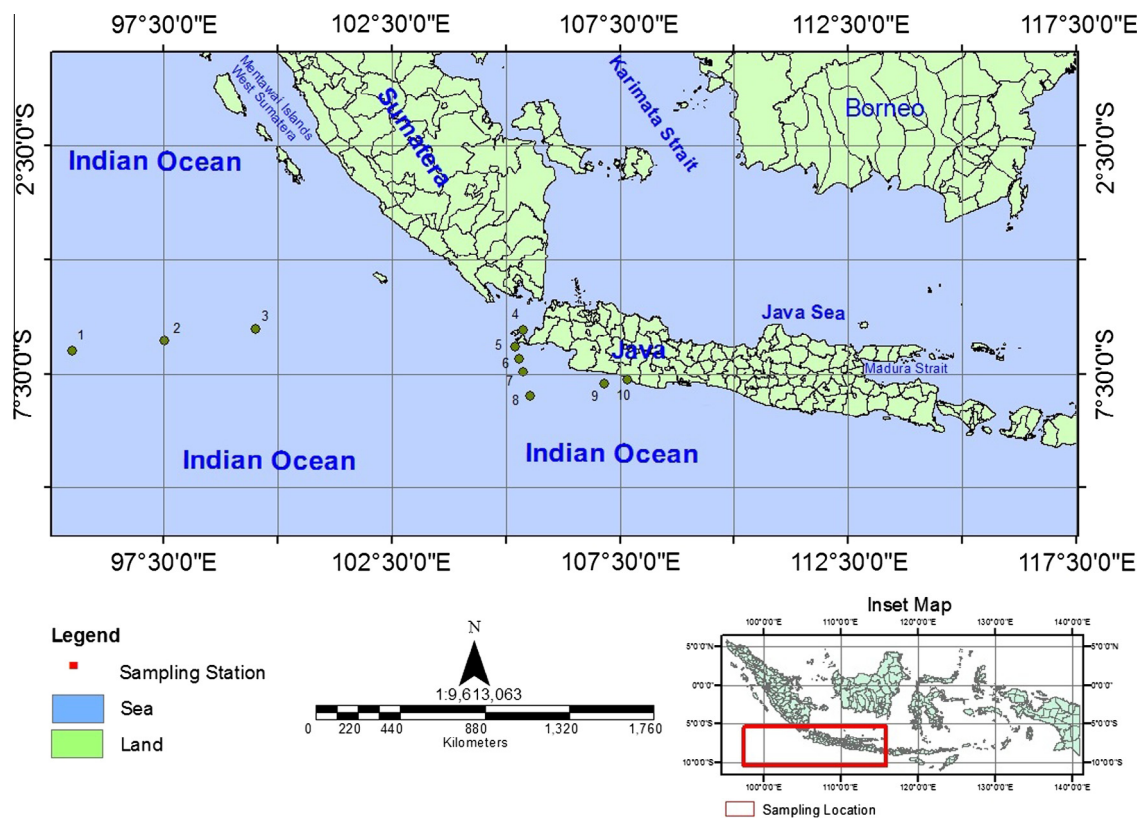 97°30'0"E 102°30'0"E 107°30'0"E 112°30'0"E 117°30'0"E
2°30'0"S
7°30'0"S
Mentawai Islands
West Sumatera
Indian Ocean
Sumatera
Karimata Strait
Borneo
2°30'0"S
7°30'0"S
1
2
3
4
5
6
7
8
9
10
Java Sea
Java
Madura Strait
Indian Ocean
Indian Ocean
97°30'0"E 102°30'0"E 107°30'0"E 112°30'0"E 117°30'0"E
Legend
Sampling Station
Sea
Land
N
1:9,613,063
0 220 440 880 1,320 1,760
Kilometers
Inset Map
100°0'0"E 110°0'0"E 120°0'0"E 130°0'0"E 140°0'0"E
5°0'0"N 5°0'0"N
0°0'0" 0°0'0"
5°0'0"S 5°0'0"S
10°0'0"S 10°0'0"S
100°0'0"E 110°0'0"E 120°0'0"E 130°0'0"E 140°0'0"E
Sampling Location